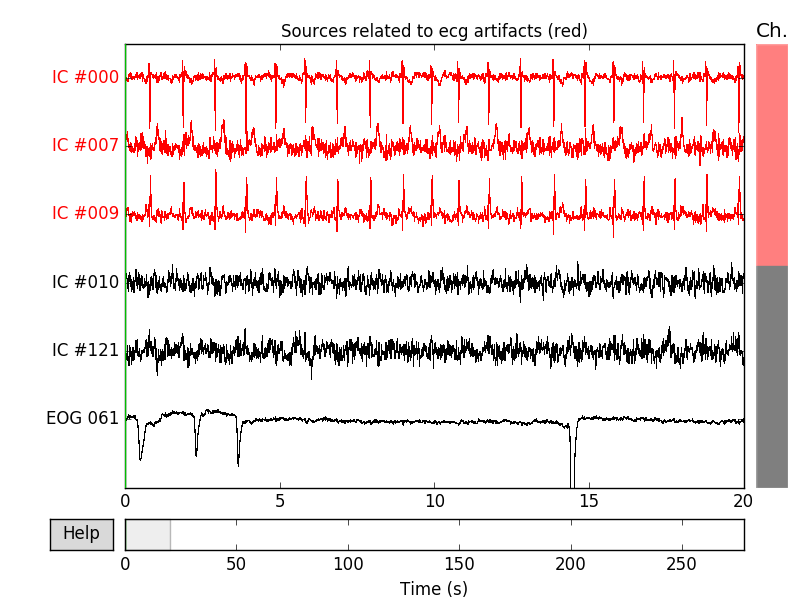 Sources related to ecg artifacts (red)
Ch.
IC #000
IC #007
IC #009
IC #010
IC #121
EOG 061
0 5 10 15 20
Help
0 50 100 150 200 250
Time (s)